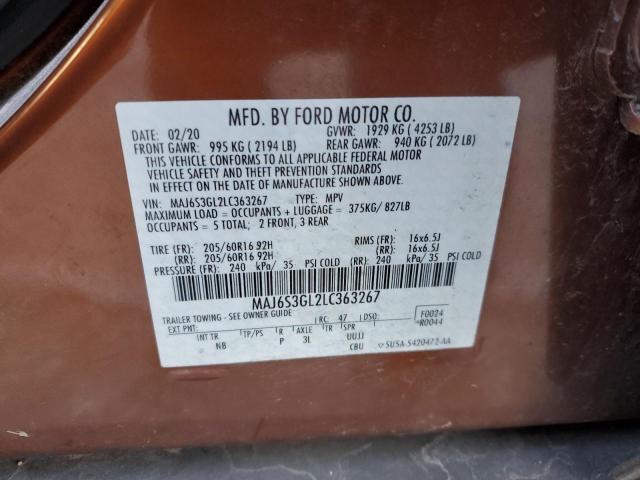 MFD. BY FORD MOTOR CO.
DATE: 02/20 GVWR: 1929 KG ( 4253 LB)
FRONT GAWR: 995 KG ( 2194 LB) REAR GAWR: 940 KG ( 2072 LB)
THIS VEHICLE CONFORMS TO ALL APPLICABLE FEDERAL MOTOR
VEHICLE SAFETY AND THEFT PREVENTION STANDARDS
IN EFFECT ON THE DATE OF MANUFACTURE SHOWN ABOVE.
VIN: MAJ6S3GL2LC363267 TYPE: MPV
MAXIMUM LOAD = OCCUPANTS + LUGGAGE = 375KG/ 827LB
OCCUPANTS = 5 TOTAL; 2 FRONT, 3 REAR
TIRE (FR): 205/60R16 92H RIMS (FR): 16x6.5J
(RR): 205/60R16 92H (RR): 16x6.5J
PRESSURE (FR): 240 kPa/ 35 PSI COLD (RR): 240 kPa/ 35 PSI COLD
MAJ6S3GL2LC363267
TRAILER TOWING - SEE OWNER GUIDE
EXT PNT: RC: 47 DSO: F0024
*R0044
INT TR TP/PS R AXLE TR SPR
NB P 3L UUJJ
CBU SU5A-5420472-AA